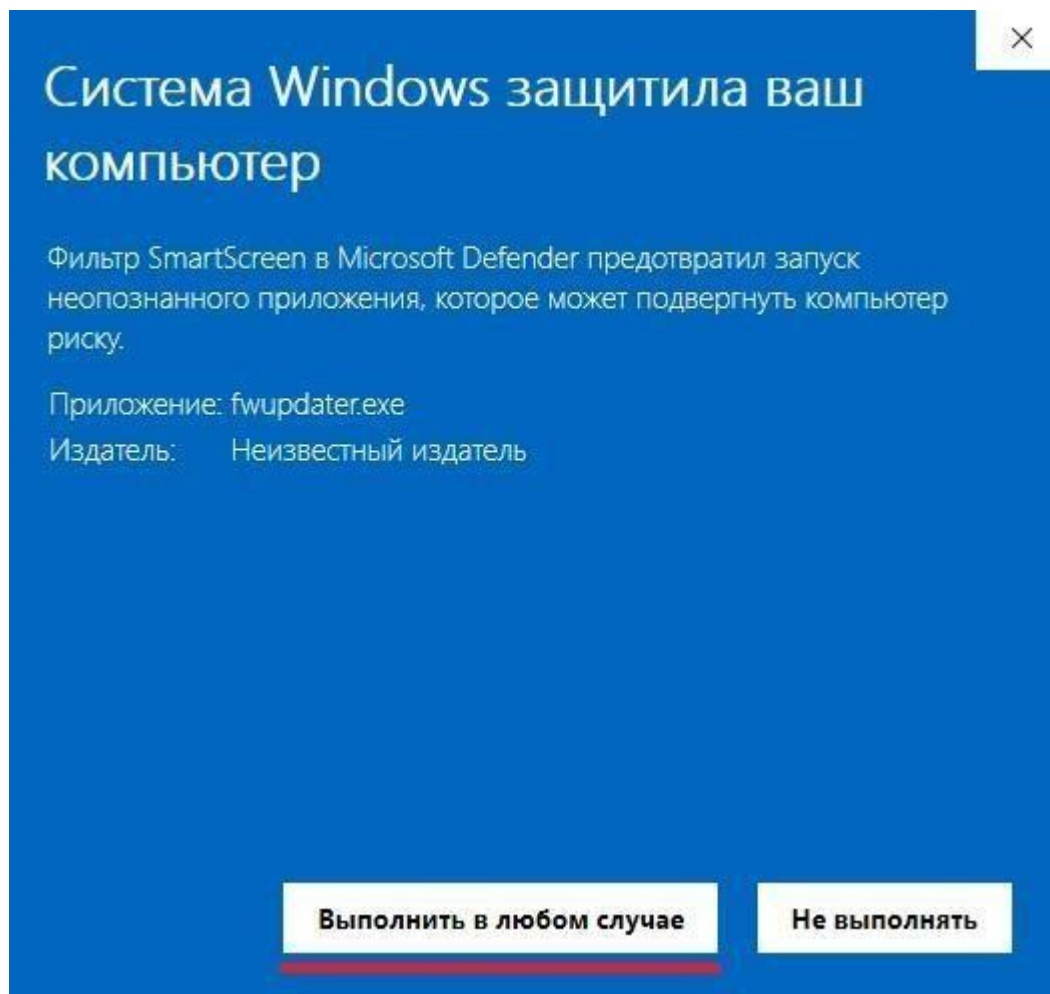 Система Windows защитила ваш
компьютер
Фильтр SmartScreen в Microsoft Defender предотвратил запуск
неопознанного приложения, которое может подвергнуть компьютер
риску.
Приложение: fwupdater.exe
Издатель: Неизвестный издатель
Выполнить в любом случае Не выполнять